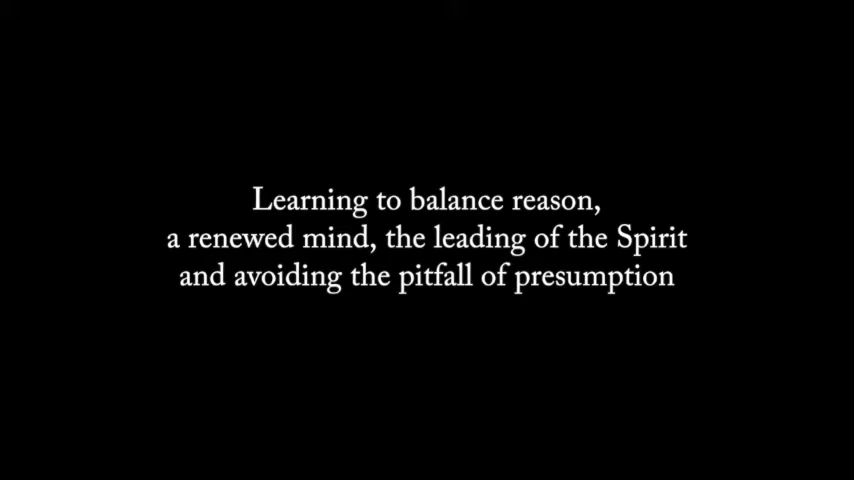 Learning to balance reason,
a renewed mind, the leading of the Spirit
and avoiding the pitfall of presumption